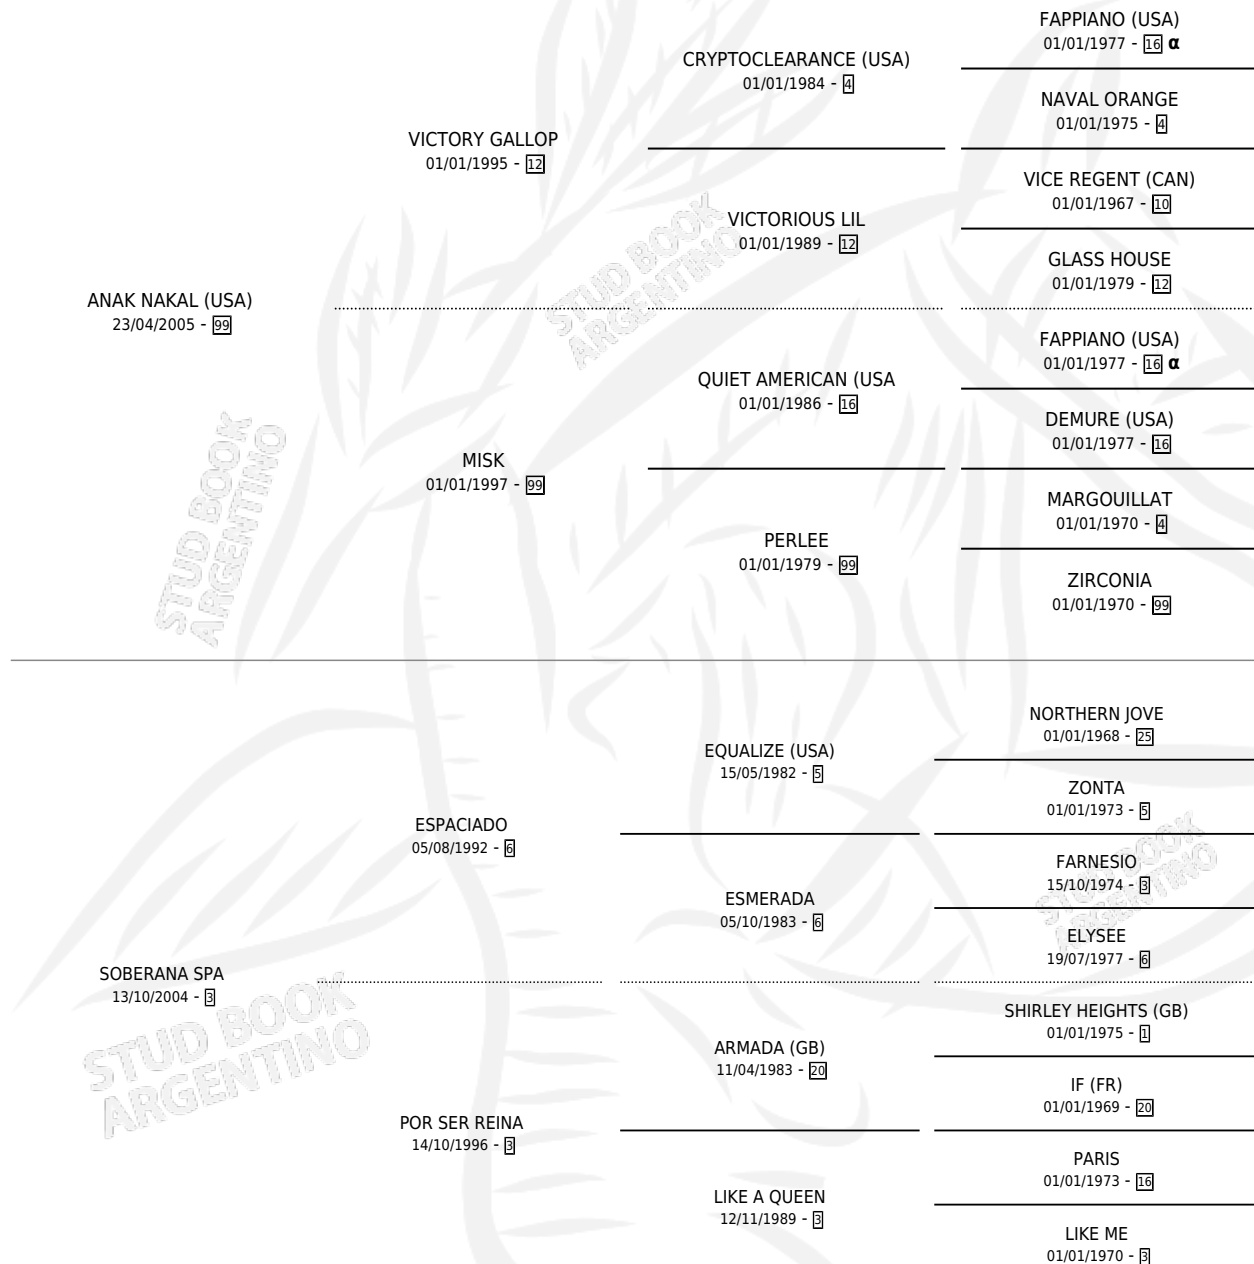 FAPPIANO (USA)
01/01/1977 - 16 α
CRYPTOCLEARANCE (USA)
01/01/1984 - 4
NAVAL ORANGE
01/01/1975 - 4
VICTORY GALLOP
01/01/1995 - 12
VICE REGENT (CAN)
01/01/1967 - 10
VICTORIOUS LIL
01/01/1989 - 12
GLASS HOUSE
01/01/1979 - 12
ANAK NAKAL (USA)
23/04/2005 - 99
FAPPIANO (USA)
01/01/1977 - 16 α
QUIET AMERICAN (USA
01/01/1986 - 16
DEMURE (USA)
01/01/1977 - 16
MISK
01/01/1997 - 99
MARGOUILLAT
01/01/1970 - 4
PERLEE
01/01/1979 - 99
ZIRCONIA
01/01/1970 - 99
NORTHERN JOVE
01/01/1968 - 25
EQUALIZE (USA)
15/05/1982 - 5
ZONTA
01/01/1973 - 5
ESPACIADO
05/08/1992 - 6
FARNESIO
15/10/1974 - 3
ESMERADA
05/10/1983 - 6
ELYSEE
19/07/1977 - 6
SOBERANA SPA
13/10/2004 - 3
SHIRLEY HEIGHTS (GB)
01/01/1975 - 1
ARMADA (GB)
11/04/1983 - 20
IF (FR)
01/01/1969 - 20
POR SER REINA
14/10/1996 - 3
PARIS
01/01/1973 - 16
LIKE A QUEEN
12/11/1989 - 3
LIKE ME
01/01/1970 - 3
STUD BOOK
ARGENTINO
STUD BOOK
ARGENTINO
STUD BOOK
ARGENTINO
STUD BOOK
ARGENTINO